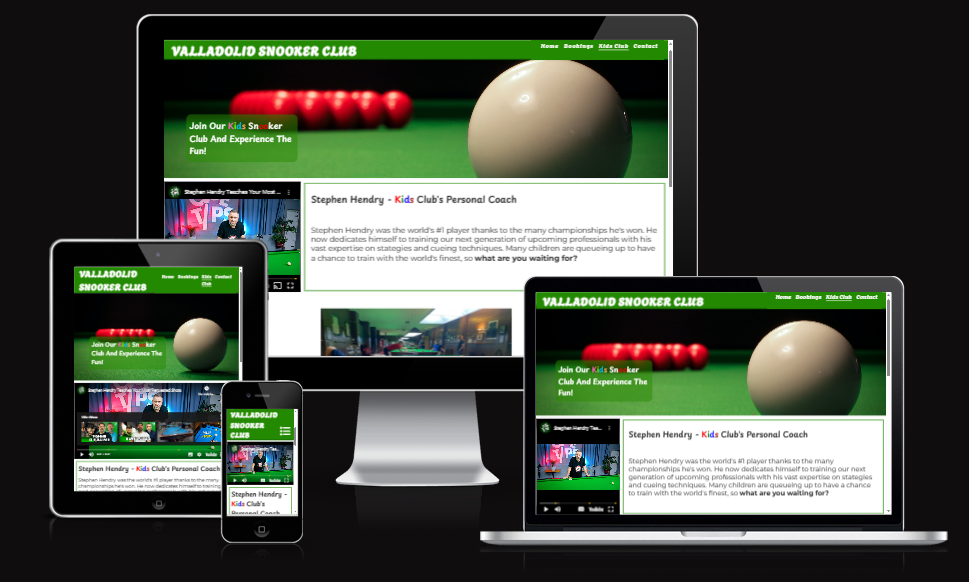 VALLADOLID SNOOKER CLUB
Home Bookings Kids Club Contact
Join Our Kids Snooker
Club And Experience The
Fun!
Stephen Hendry Teaches Your Most ...
Stephen Hendry - Kids Club's Personal Coach
Stephen Hendry was the world's #1 player thanks to the many championships he's won. He
now dedicates himself to training our next generation of upcoming professionals with his
vast expertise on stategies and cueing techniques. Many children are queueing up to have
a chance to train with the world's finest, so what are you waiting for?
VALLADOLID
SNOOKER CLUB
Home Bookings Kids Contact
Club
Join Our Kids Snooker
Club And Experience The
Fun!
Stephen Hendry Teaches Your Most Requested Shots
YouTube
Stephen Hendry - Kids Club's Personal Coach
Stephen Hendry was the world's #1 player thanks to the many
championships he's won. He now dedicates himself to training
VALLADOLID
SNOOKER
CLUB
YouTube
Stephen Hendry -
Kids Club's
Personal Coach
VALLADOLID SNOOKER CLUB
Home Bookings Kids Club Contact
Join Our Kids Snooker
Club And Experience The
Fun!
Stephen Hendry Tea...
YouTube
Stephen Hendry - Kids Club's Personal Coach
Stephen Hendry was the world's #1 player thanks to the many
championships he's won. He now dedicates himself to training our next
generation of upcoming professionals with his vast expertise on stategies
and cueing techniques. Many children are queueing up to have a chance
to train with the world's finest, so what are you waiting for?